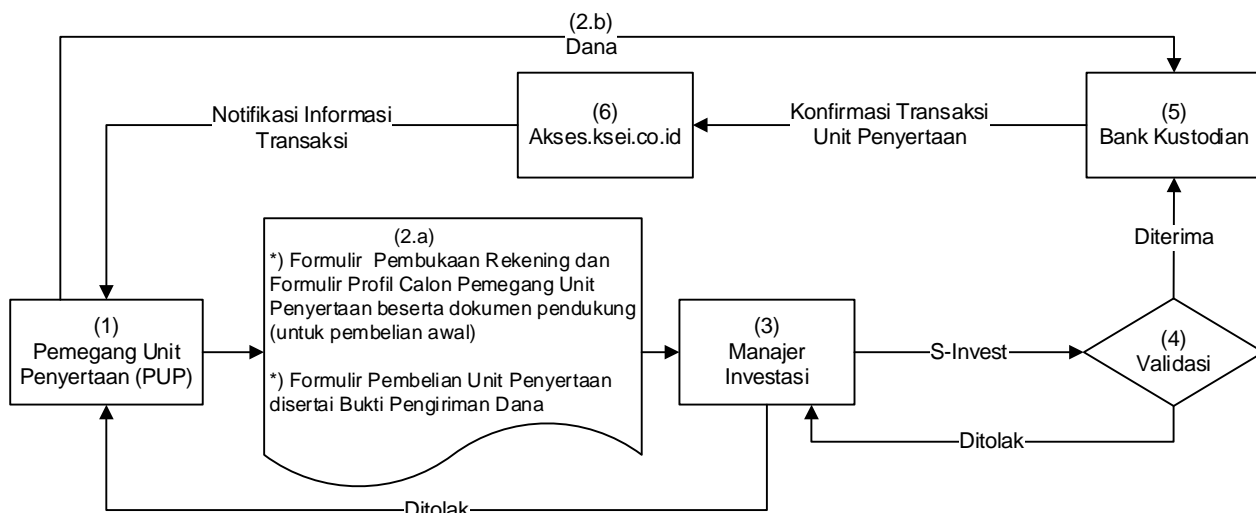 (2.b)
Dana
(6)
Akses.ksei.co.id
Notifikasi Informasi
Transaksi
Konfirmasi Transaksi
Unit Penyertaan
(5)
Bank Kustodian
(2.a)
*) Formulir Pembukaan Rekening dan
Formulir Profil Calon Pemegang Unit
Penyertaan beserta dokumen pendukung
(untuk pembelian awal)
*) Formulir Pembelian Unit Penyertaan
disertai Bukti Pengiriman Dana
Diterima
(1)
Pemegang Unit
Penyertaan (PUP)
(3)
Manajer
Investasi
S-Invest
(4)
Validasi
Ditolak
Ditolak